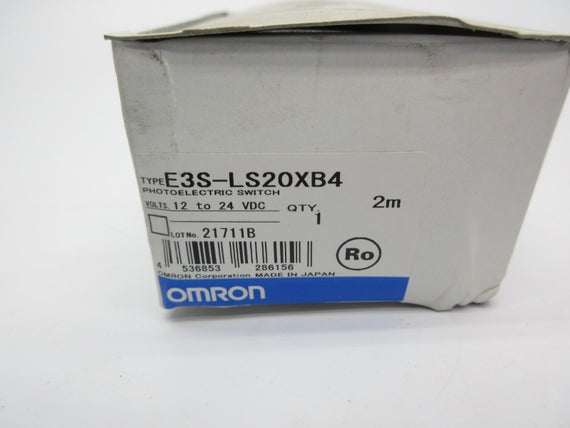 TYPE E3S-LS20XB4
PHOTOELECTRIC SWITCH
VOLTS. 12 to 24 VDC QTY. 1 2m
LOT No. 21711B
Ro
4 536853 286156
OMRON Corporation MADE IN JAPAN
OMRON